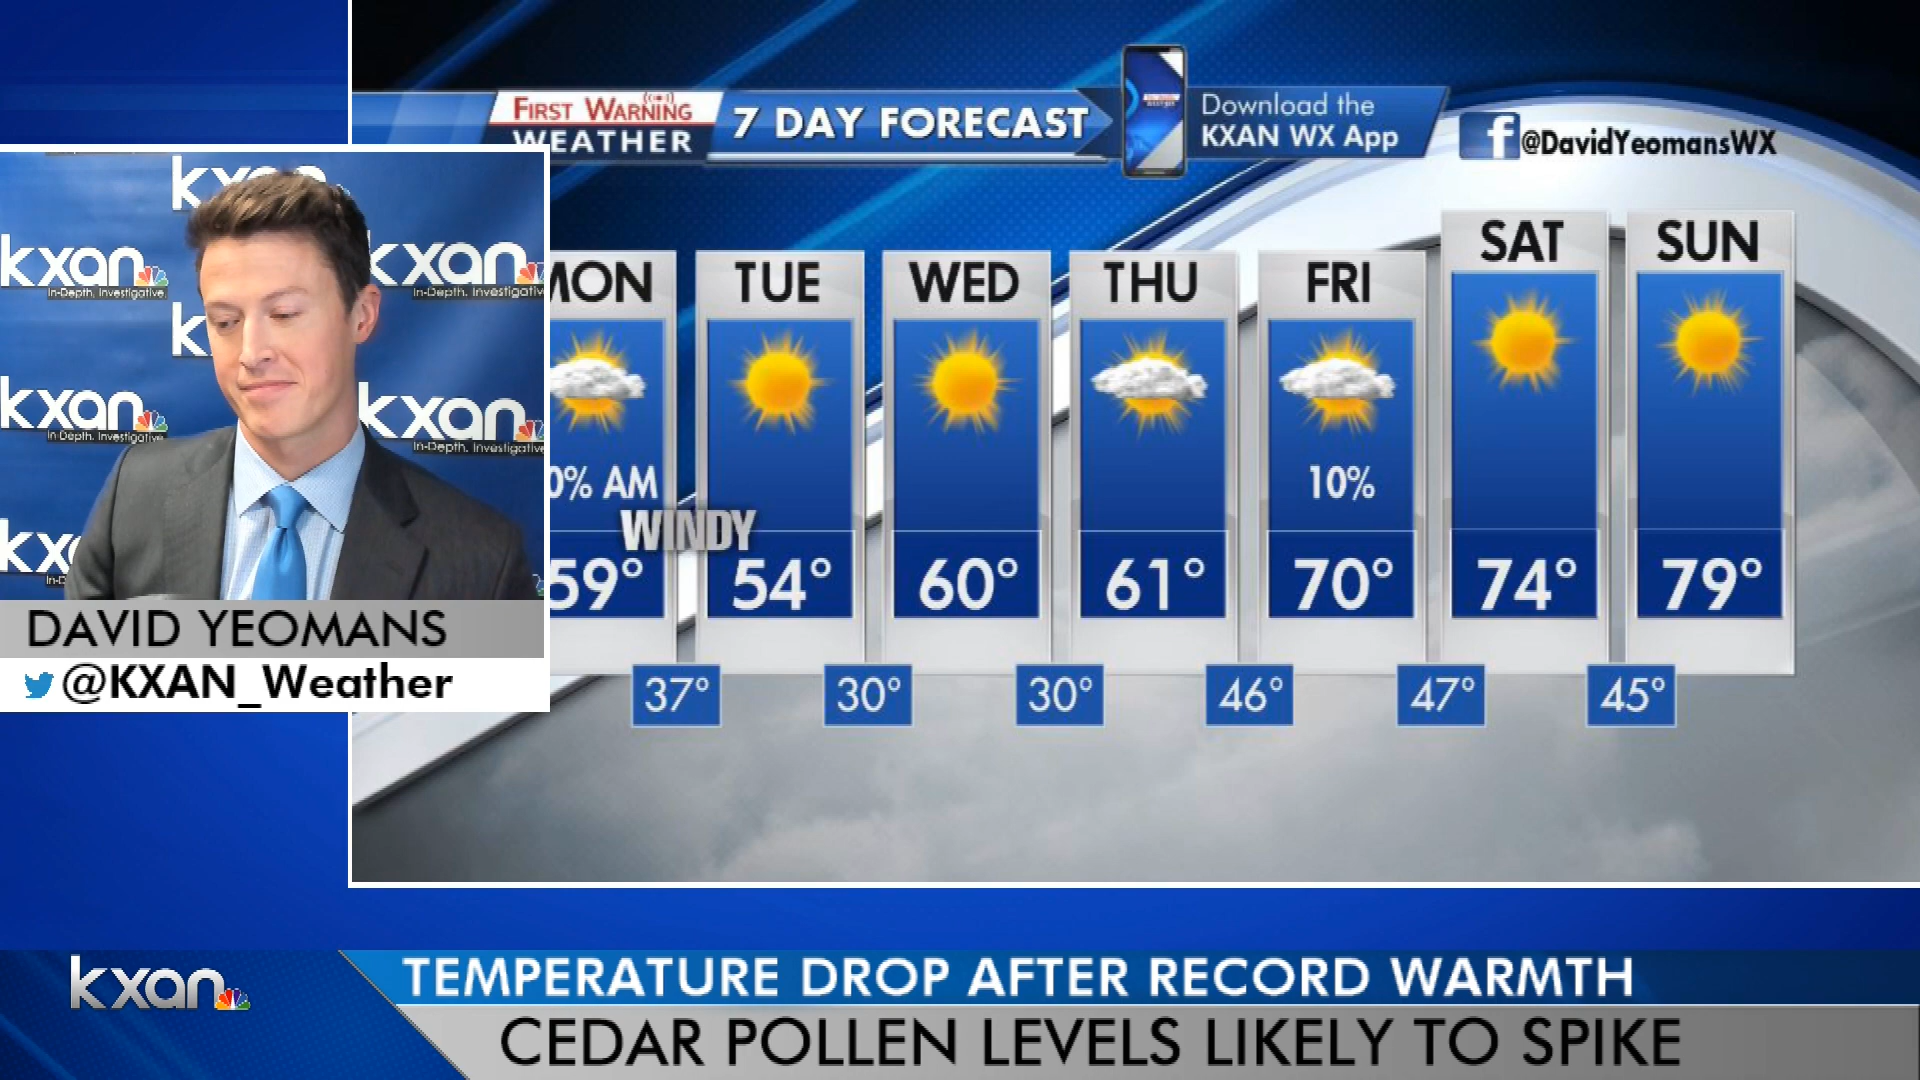 FIRST WARNING
WEATHER
7 DAY FORECAST
Download the
KXAN WX App
f @DavidYeomansWX
kxan
kxan
In-Depth. Investigative.
kxan
In-Depth. Investigativ
kxan
In-Depth. Investigative.
kxan
In-Depth. Investigative
DAVID YEOMANS
@KXAN_Weather
MON TUE WED THU FRI SAT SUN
0% AM 10%
WINDY
59° 54° 60° 61° 70° 74° 79°
37° 30° 30° 46° 47° 45°
kxan
TEMPERATURE DROP AFTER RECORD WARMTH
CEDAR POLLEN LEVELS LIKELY TO SPIKE